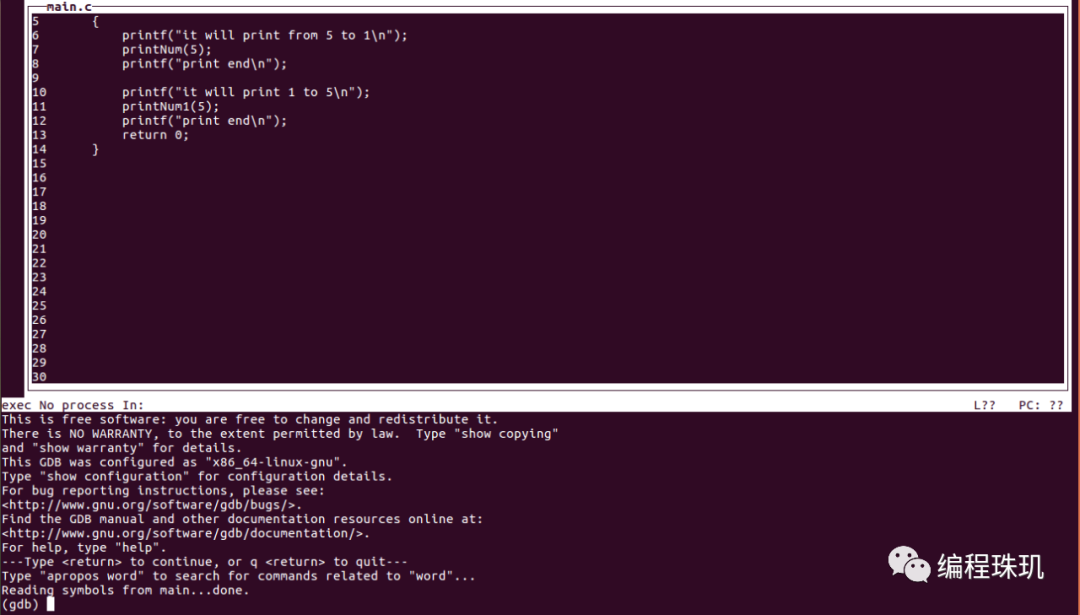 main.c
5 {
6 printf("it will print from 5 to 1\n");
7 printNum(5);
8 printf("print end\n");
9
10 printf("it will print 1 to 5\n");
11 printNum1(5);
12 printf("print end\n");
13 return 0;
14 }
15
16
17
18
19
20
21
22
23
24
25
26
27
28
29
30
exec No process In: L?? PC: ??
This is free software: you are free to change and redistribute it.
There is NO WARRANTY, to the extent permitted by law.  Type "show copying"
and "show warranty" for details.
This GDB was configured as "x86_64-linux-gnu".
Type "show configuration" for configuration details.
For bug reporting instructions, please see:
<http://www.gnu.org/software/gdb/bugs/>.
Find the GDB manual and other documentation resources online at:
<http://www.gnu.org/software/gdb/documentation/>.
For help, type "help".
---Type <return> to continue, or q <return> to quit---
Type "apropos word" to search for commands related to "word"...
Reading symbols from main...done.
(gdb)
编程珠玑